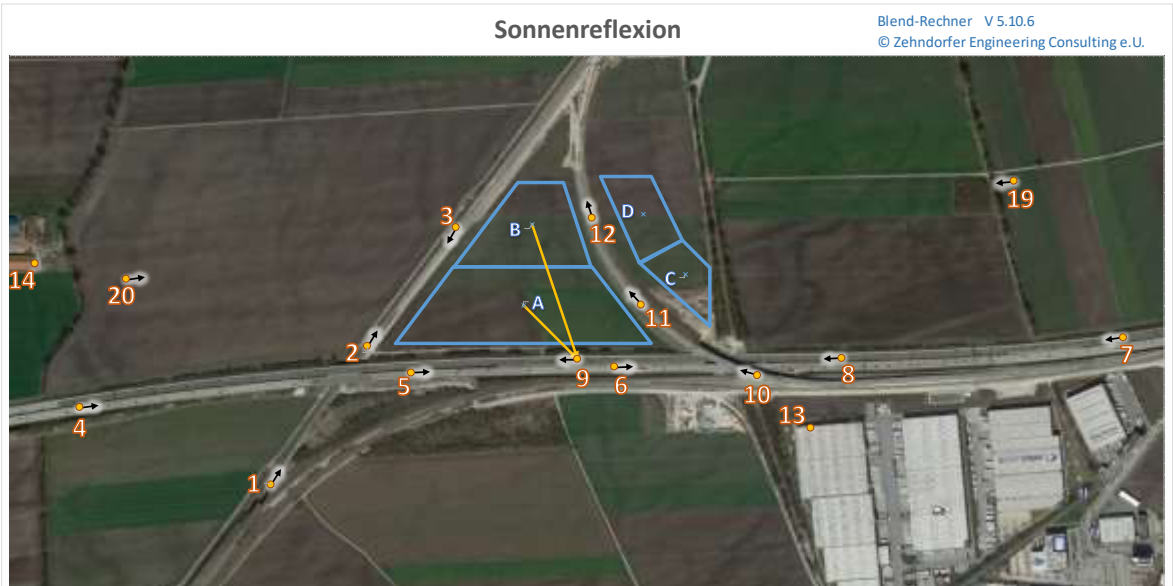 Sonnenreflexion
Blend-Rechner V 5.10.6
© Zehndorfer Engineering Consulting e.U.
19
3
D
B
12
14
20
C
A
11
2
5
9
6
10
8
7
4
13
1